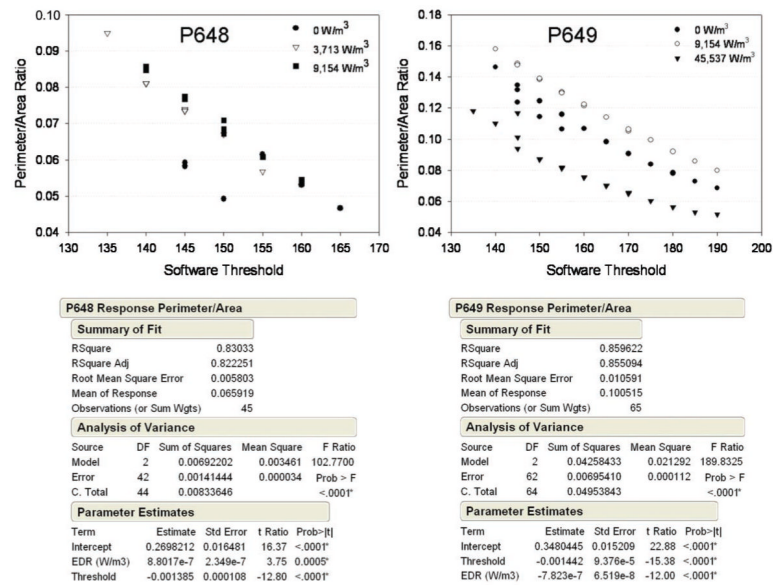 P648
0 W/m3
3,713 W/m3
9,154 W/m3
Perimeter/Area Ratio
0.10
0.09
0.08
0.07
0.06
0.05
0.04
130 135 140 145 150 155 160 165 170
Software Threshold
P649
0 W/m3
9,154 W/m3
45,537 W/m3
Perimeter/Area Ratio
0.18
0.16
0.14
0.12
0.10
0.08
0.06
0.04
130 140 150 160 170 180 190 200
Software Threshold
P648 Response Perimeter/Area
Summary of Fit
RSquare 0.83033
RSquare Adj 0.822251
Root Mean Square Error 0.005803
Mean of Response 0.065919
Observations (or Sum Wgts) 45
Analysis of Variance
Source DF Sum of Squares Mean Square F Ratio
Model 2 0.00692202 0.003461 102.7700
Error 42 0.00141444 0.000034 Prob > F
C. Total 44 0.00833646 <.0001*
Parameter Estimates
Term Estimate Std Error t Ratio Prob>|t|
Intercept 0.2698212 0.016481 16.37 <.0001*
EDR (W/m3) 8.8017e-7 2.349e-7 3.75 0.0005*
Threshold -0.001385 0.000108 -12.80 <.0001*
P649 Response Perimeter/Area
Summary of Fit
RSquare 0.859622
RSquare Adj 0.855094
Root Mean Square Error 0.010591
Mean of Response 0.100515
Observations (or Sum Wgts) 65
Analysis of Variance
Source DF Sum of Squares Mean Square F Ratio
Model 2 0.04258433 0.021292 189.8325
Error 62 0.00695410 0.000112 Prob > F
C. Total 64 0.04953843 <.0001*
Parameter Estimates
Term Estimate Std Error t Ratio Prob>|t|
Intercept 0.3480445 0.015209 22.88 <.0001*
Threshold -0.001442 9.376e-5 -15.38 <.0001*
EDR (W/m3) -7.823e-7 6.519e-8 -12.00 <.0001*